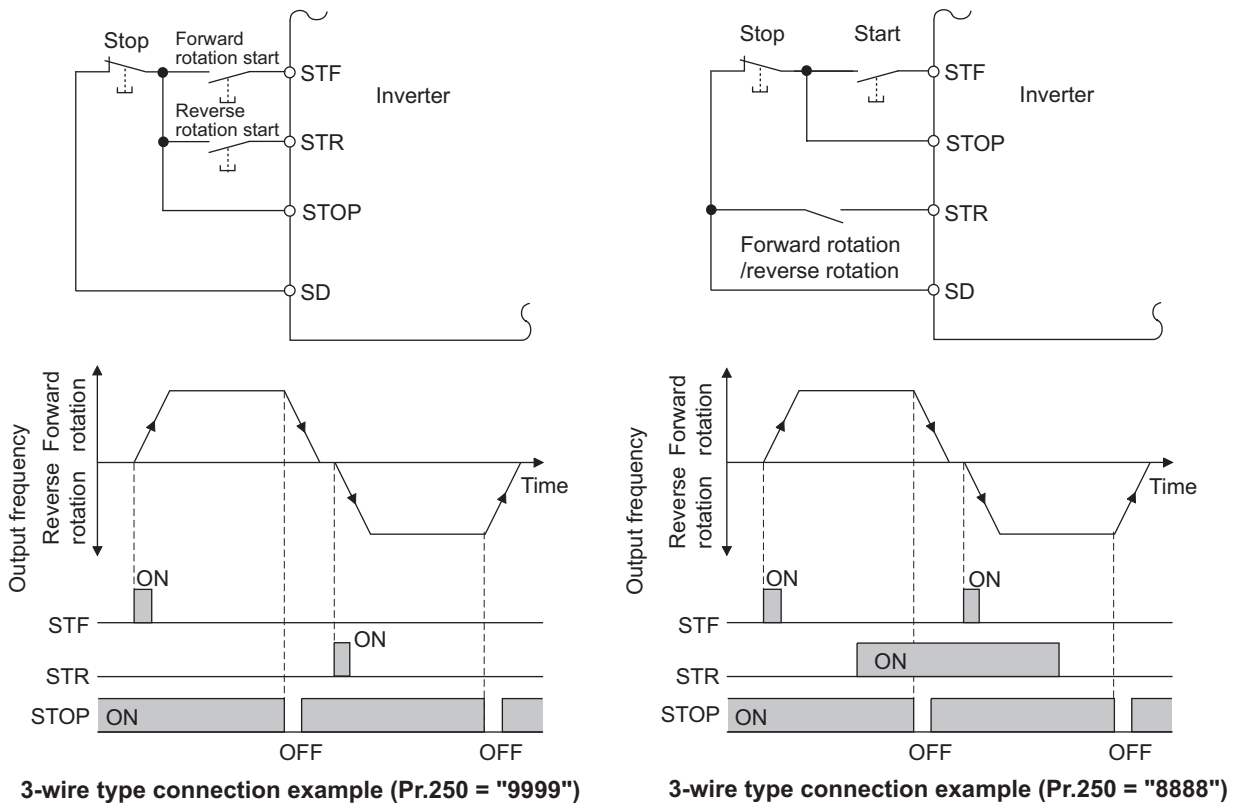 Stop
Forward
rotation start
STF
Inverter
Reverse
rotation start
STR
STOP
SD
Output frequency
Reverse Forward
rotation rotation
Time
ON
STF
ON
STR
STOP ON
OFF OFF
3-wire type connection example (Pr.250 = "9999")
Stop Start
STF
Inverter
STOP
STR
Forward rotation
/reverse rotation
SD
Output frequency
Reverse Forward
rotation rotation
Time
ON ON
STF
ON
STR
STOP ON
OFF OFF
3-wire type connection example (Pr.250 = "8888")